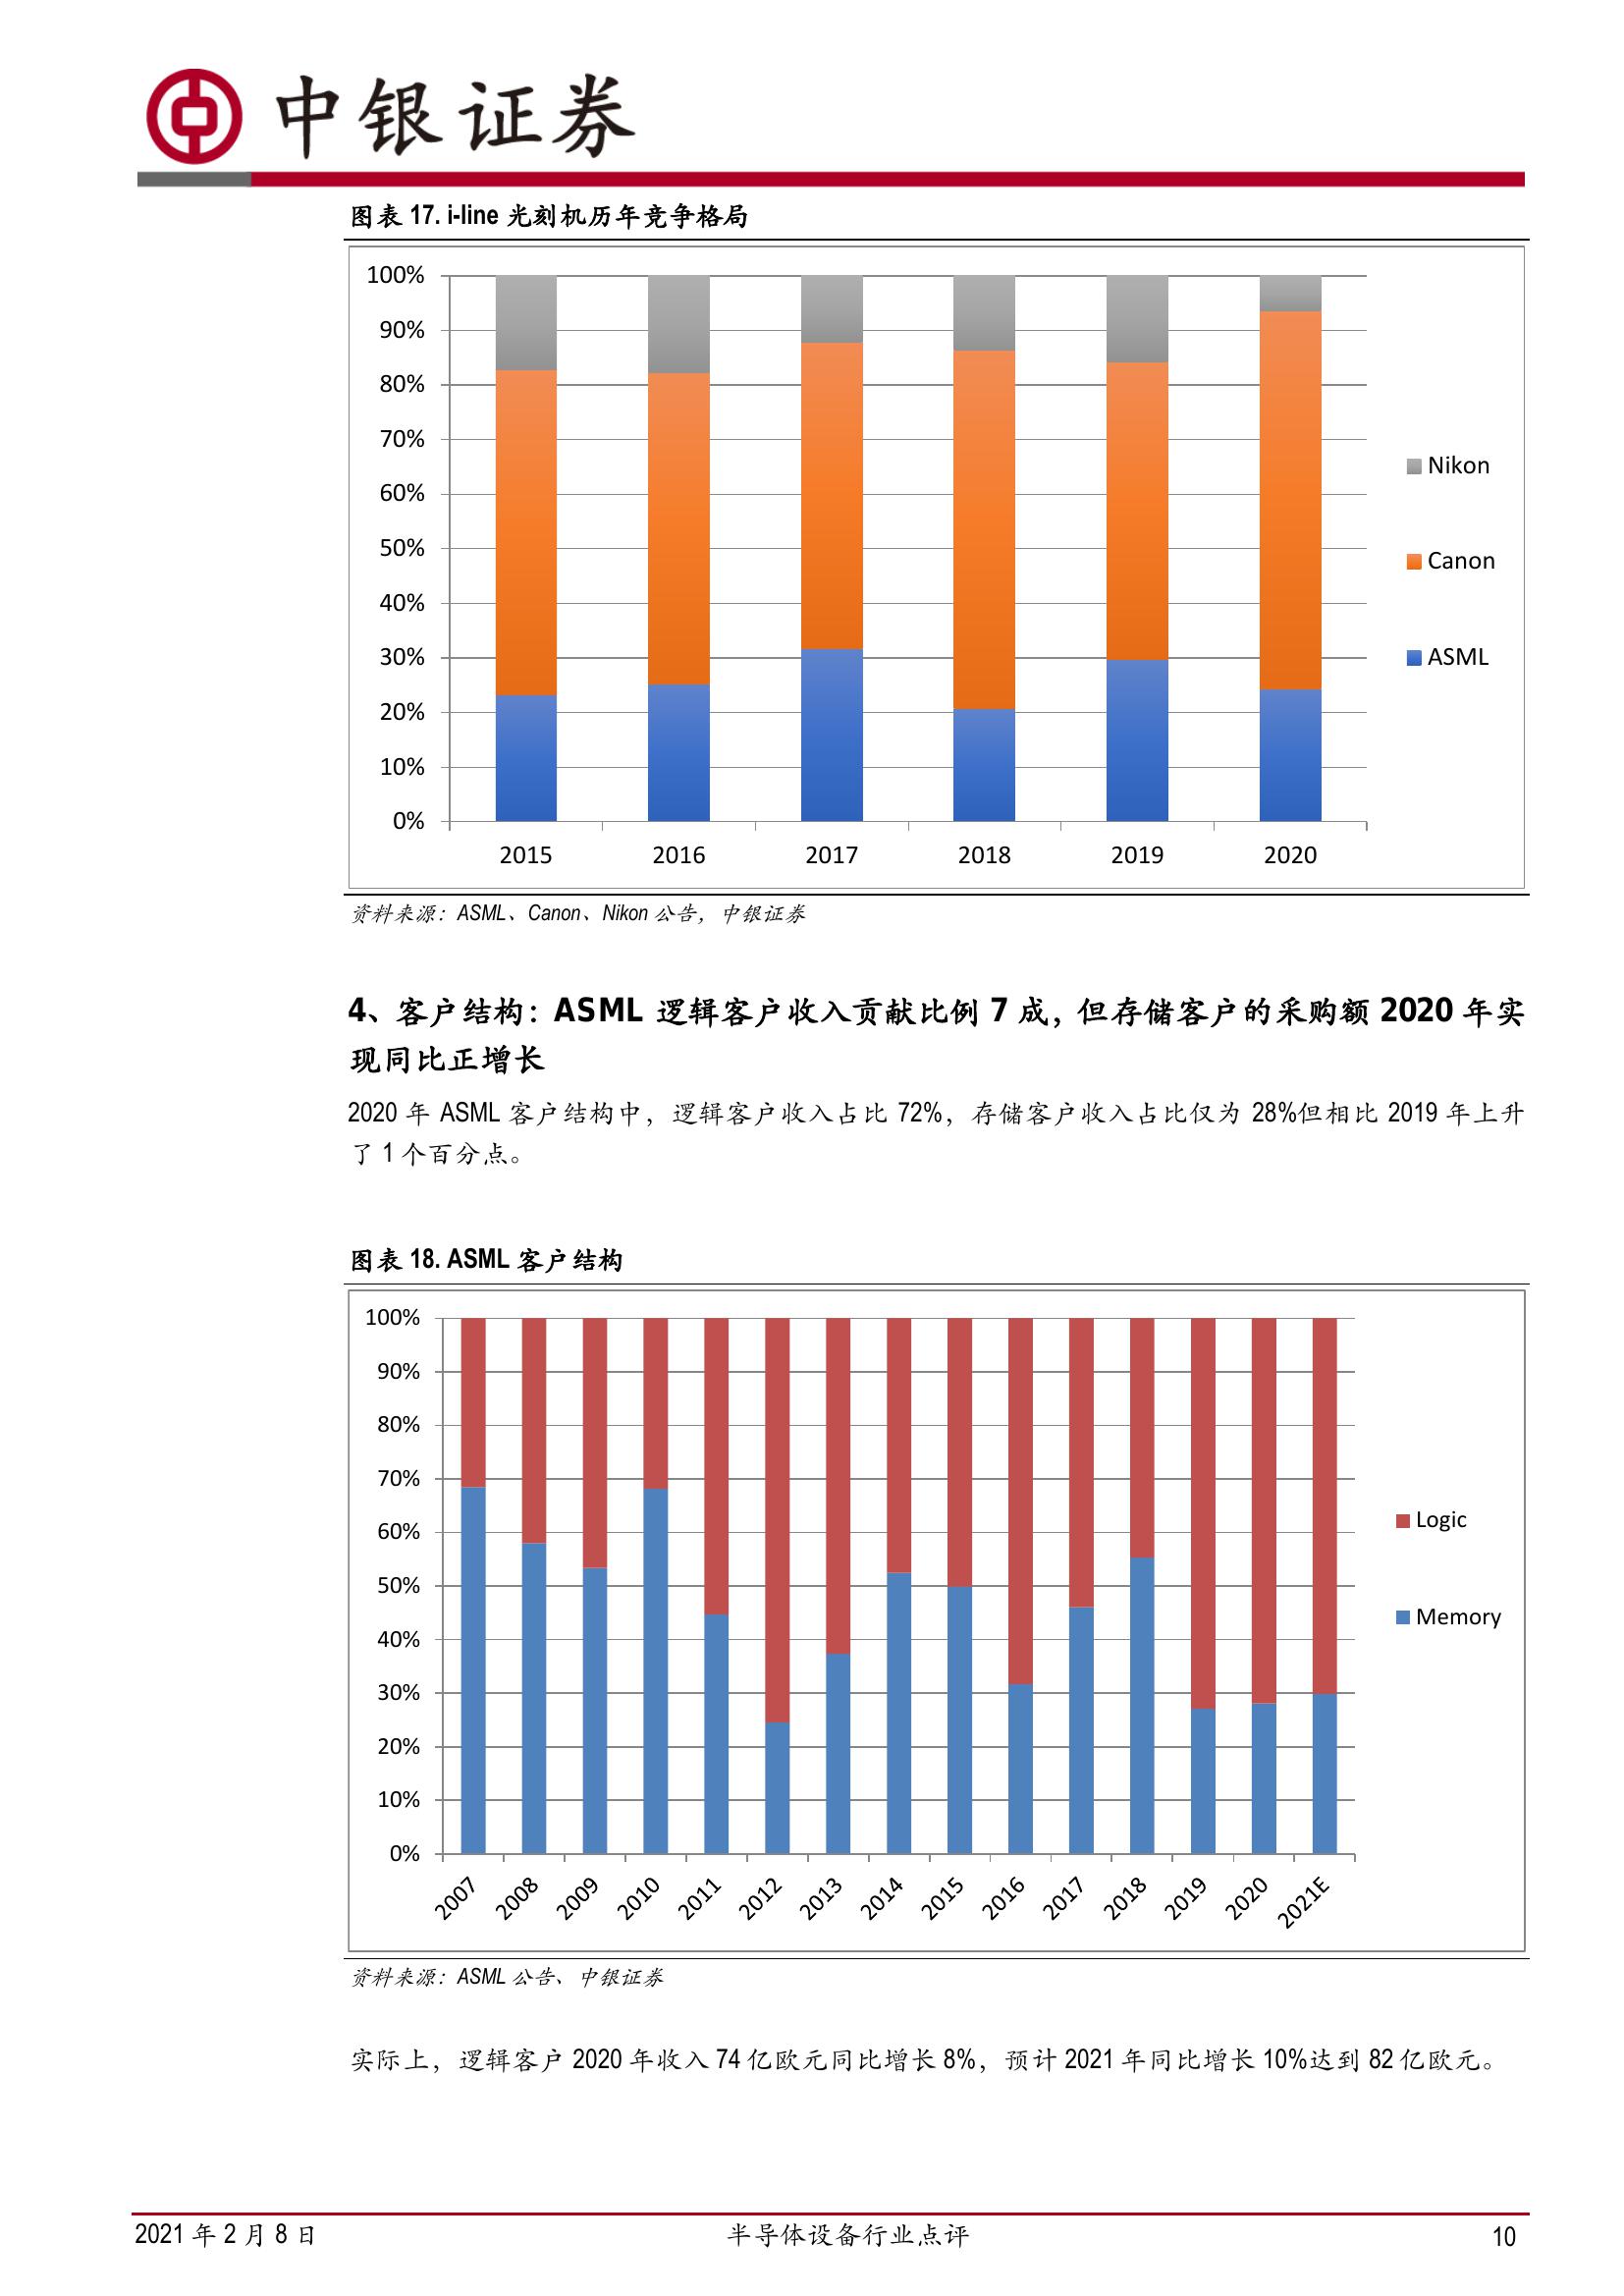 中银证券
图表 17. i-line 光刻机历年竞争格局
100%
90%
80%
70%
60%
50%
40%
30%
20%
10%
0%
2015 2016 2017 2018 2019 2020
Nikon
Canon
ASML
资料来源：ASML、Canon、Nikon 公告，中银证券
4、客户结构：ASML 逻辑客户收入贡献比例 7 成，但存储客户的采购额 2020 年实
现同比正增长
2020 年 ASML 客户结构中，逻辑客户收入占比 72%，存储客户收入占比仅为 28%但相比 2019 年上升
了 1 个百分点。
图表 18. ASML 客户结构
100%
90%
80%
70%
60%
50%
40%
30%
20%
10%
0%
2007 2008 2009 2010 2011 2012 2013 2014 2015 2016 2017 2018 2019 2020 2021E
Logic
Memory
资料来源：ASML 公告、中银证券
实际上，逻辑客户 2020 年收入 74 亿欧元同比增长 8%，预计 2021 年同比增长 10%达到 82 亿欧元。
2021 年 2 月 8 日 半导体设备行业点评 10